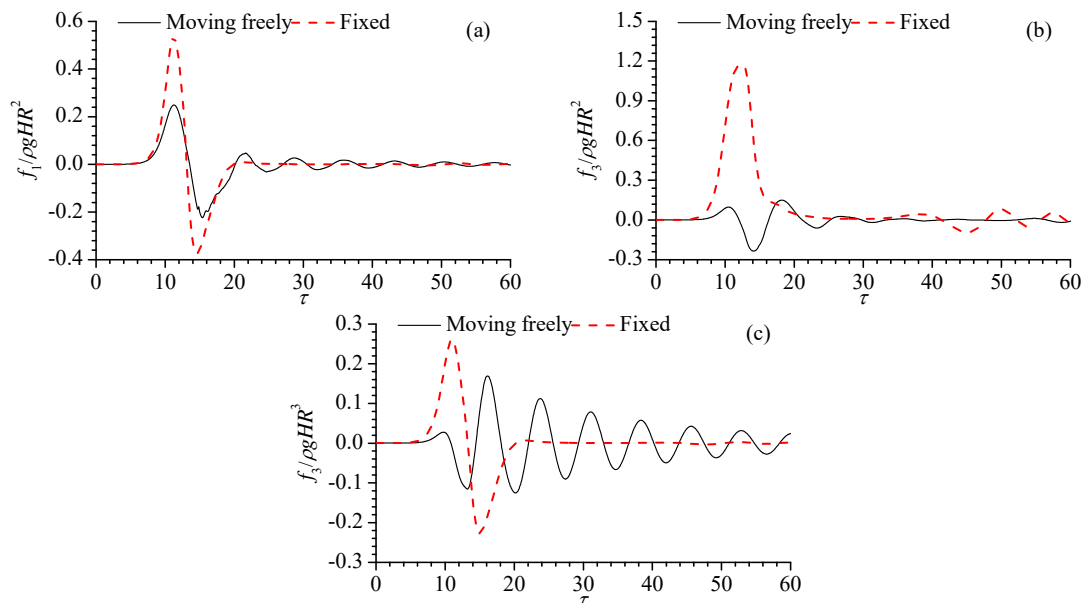 Moving freely Fixed (a)
0.6
0.4
0.2
0.0
-0.2
-0.4
f₁/ρgHR²
0 10 20 30 40 50 60
τ
Moving freely Fixed (b)
1.5
1.2
0.9
0.6
0.3
0.0
-0.3
f₃/ρgHR²
0 10 20 30 40 50 60
τ
Moving freely Fixed (c)
0.3
0.2
0.1
0.0
-0.1
-0.2
-0.3
f₃/ρgHR³
0 10 20 30 40 50 60
τ